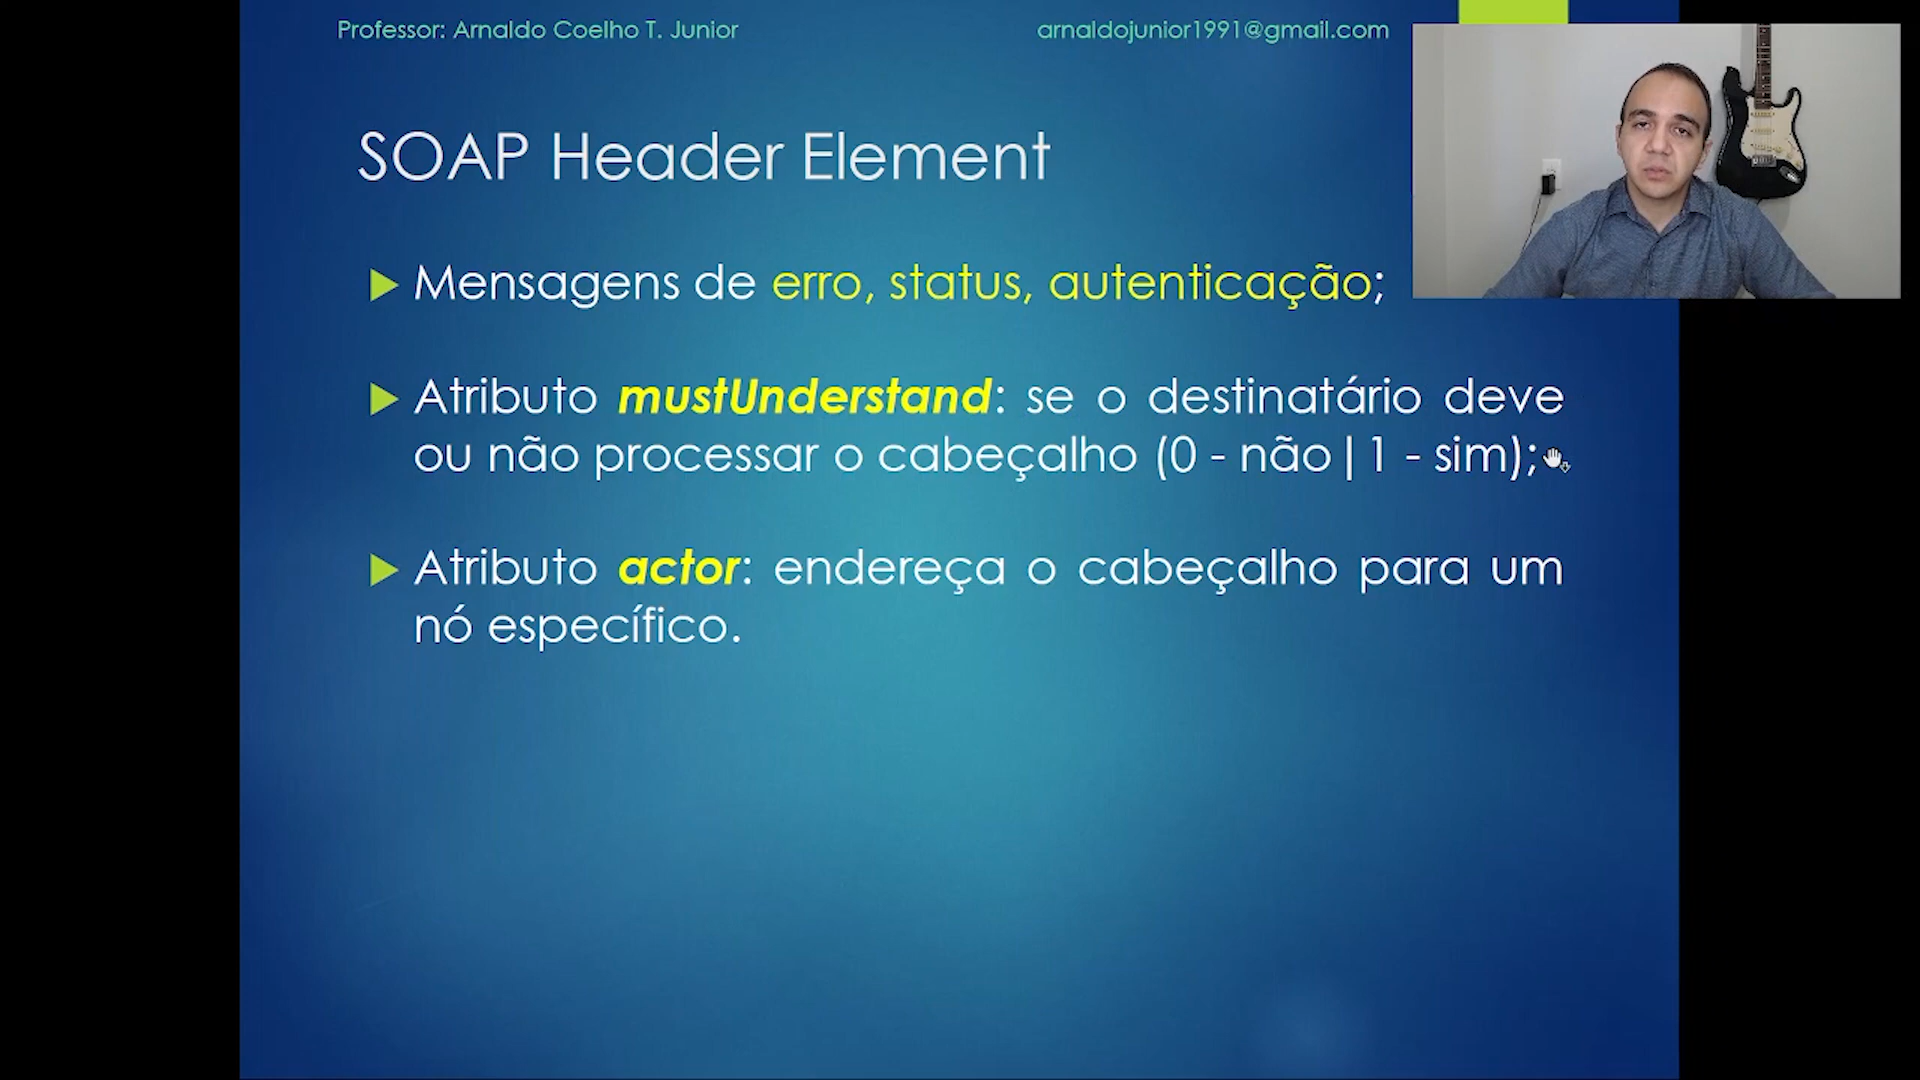 Professor: Arnaldo Coelho T. Junior
arnaldojunior1991@gmail.com
SOAP Header Element
Mensagens de erro, status, autenticação;
Atributo mustUnderstand: se o destinatário deve
ou não processar o cabeçalho (0 - não|1 - sim);
Atributo actor: endereça o cabeçalho para um
nó específico.